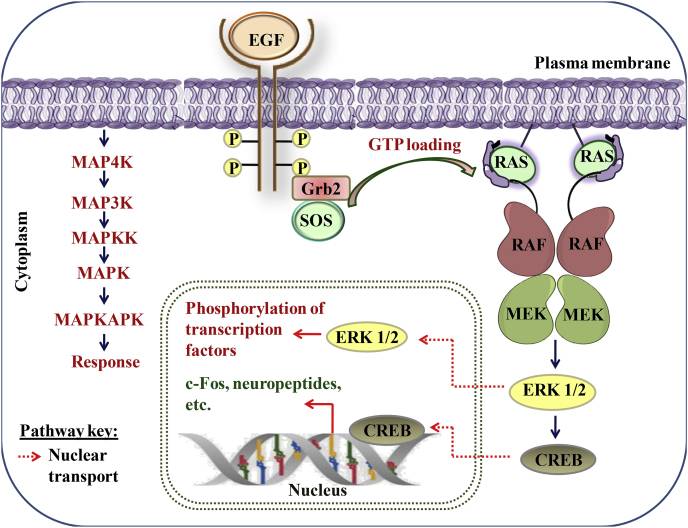 EGF
Plasma membrane
P
P
P
P
Grb2
SOS
GTP loading
RAS
RAS
RAF
RAF
MEK
MEK
ERK 1/2
CREB
Cytoplasm
MAP4K
MAP3K
MAPKK
MAPK
MAPKAPK
Response
Phosphorylation of
transcription
factors
ERK 1/2
c-Fos, neuropeptides,
etc.
CREB
Nucleus
Pathway key:
Nuclear
transport